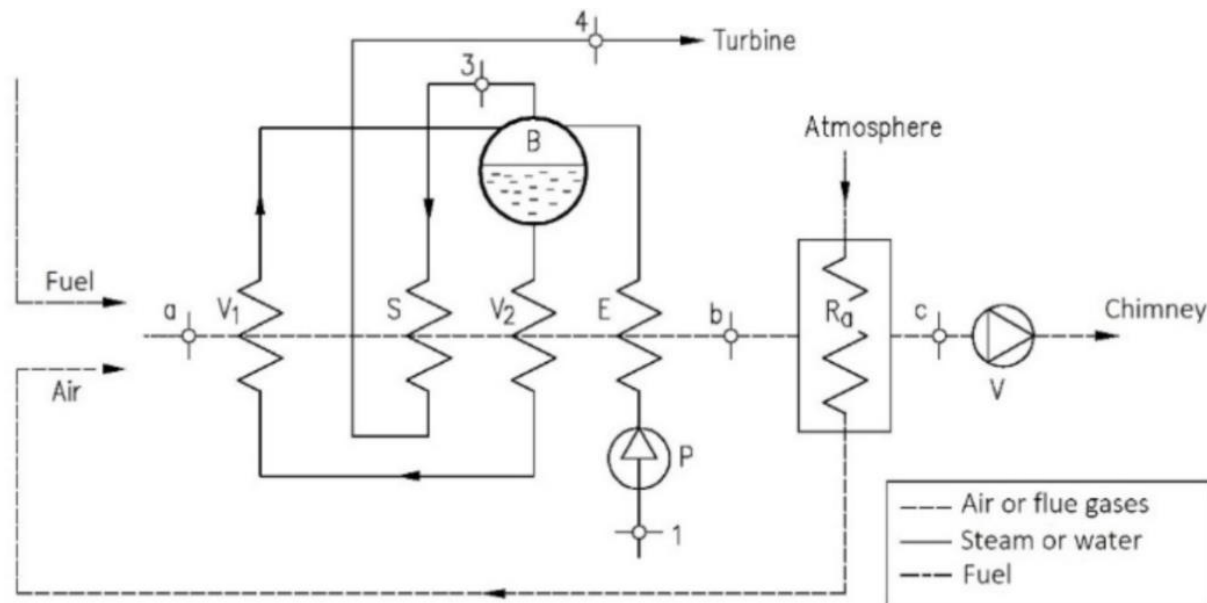 4
Turbine
3
Atmosphere
B
Fuel
a
V1
S
V2
E
b
Ra
c
Chimney
Air
V
P
1
Air or flue gases
Steam or water
Fuel